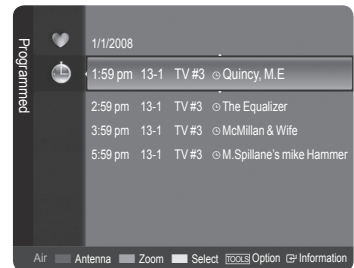 Programmed
1/1/2008
1:59 pm 13-1 TV #3 Quincy, M.E
2:59 pm 13-1 TV #3 The Equalizer
3:59 pm 13-1 TV #3 McMillan & Wife
5:59 pm 13-1 TV #3 M.Spillane's mike Hammer
Air Antenna Zoom Select TOOLS Option Information